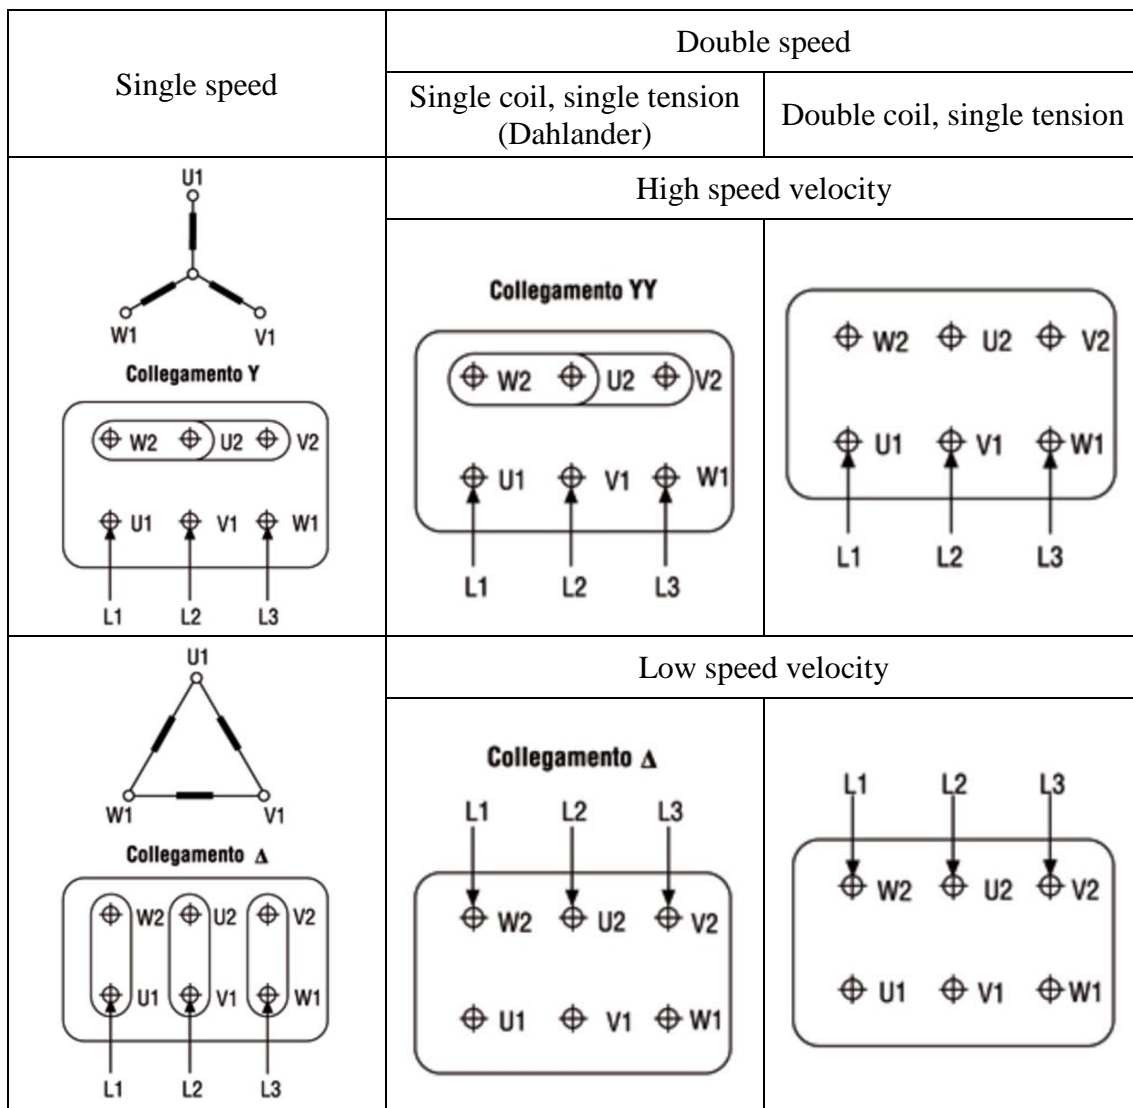 Single speed
Double speed
Single coil, single tension
(Dahlander)
Double coil, single tension
High speed velocity
U1
W1
V1
Collegamento Y
W2 U2 V2
U1 V1 W1
L1 L2 L3
Collegamento YY
W2 U2 V2
U1 V1 W1
L1 L2 L3
W2 U2 V2
U1 V1 W1
L1 L2 L3
Low speed velocity
U1
W1 V1
Collegamento Δ
W2 U2 V2
U1 V1 W1
L1 L2 L3
Collegamento Δ
L1 L2 L3
W2 U2 V2
U1 V1 W1
L1 L2 L3
W2 U2 V2
U1 V1 W1